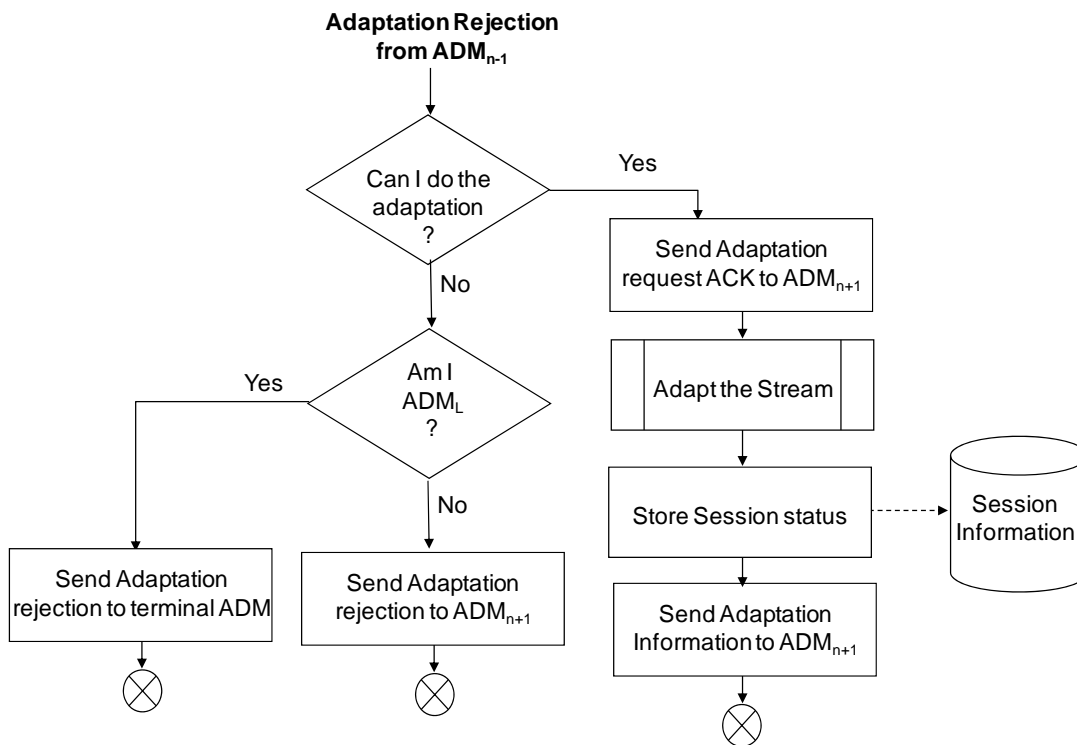 Adaptation Rejection
from ADMn-1
Yes
Can I do the
adaptation
?
Send Adaptation
request ACK to ADMn+1
No
Yes
Am I
ADML
?
Adapt the Stream
No
Store Session status
Session
Information
Send Adaptation
rejection to terminal ADM
Send Adaptation
rejection to ADMn+1
Send Adaptation
Information to ADMn+1